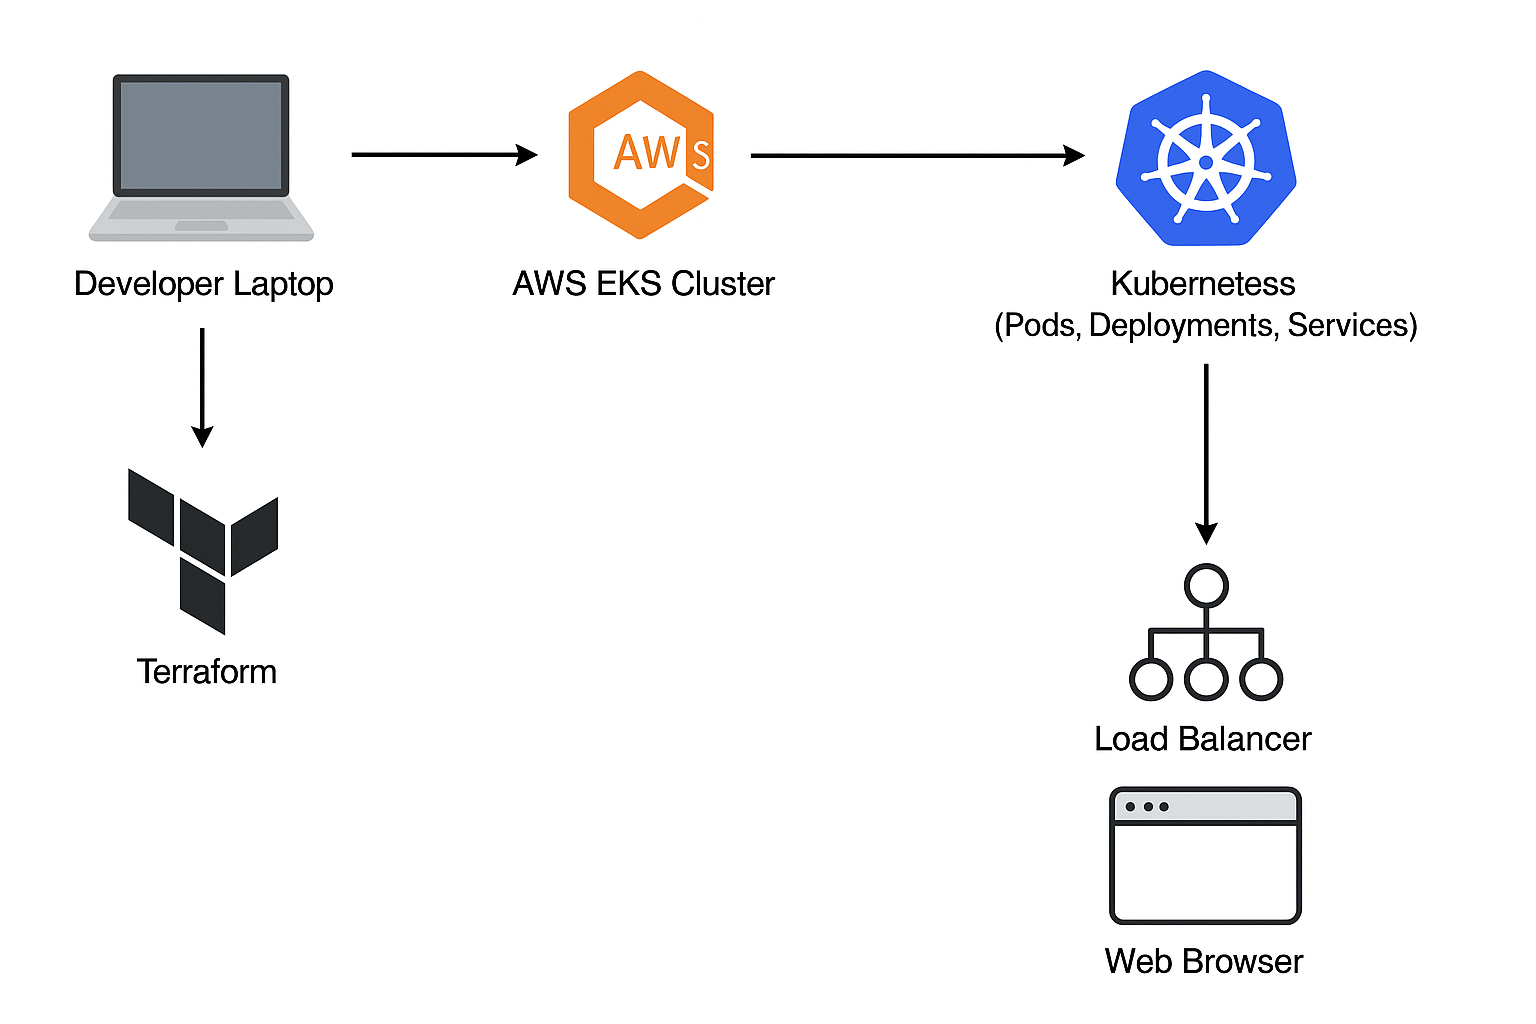 AWS
Developer Laptop
AWS EKS Cluster
Kubernetess
(Pods, Deployments, Services)
Terraform
Load Balancer
Web Browser